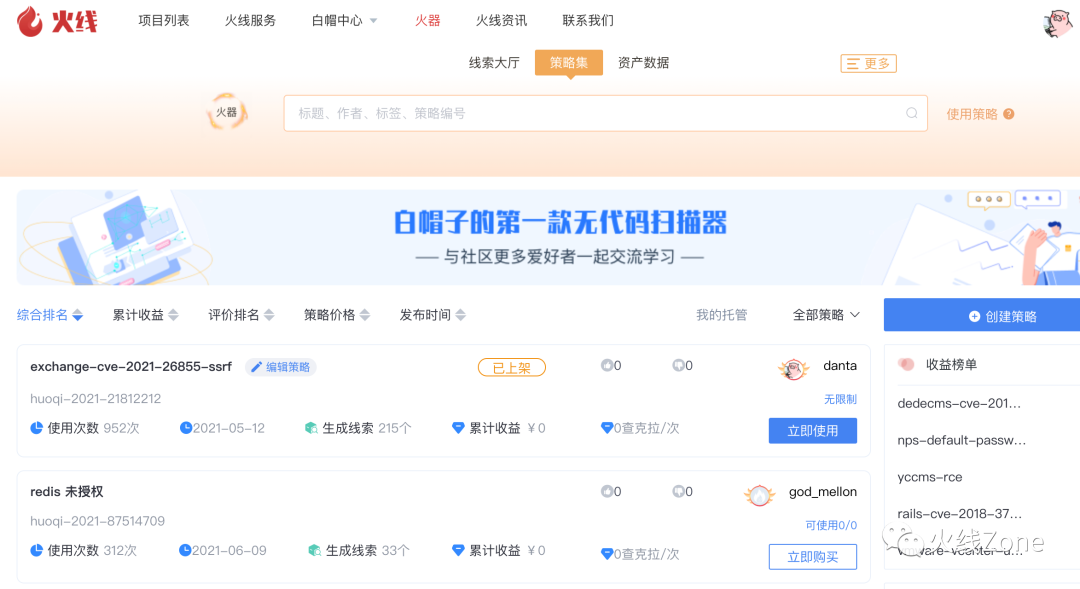 火线 项目列表 火线服务 白帽中心 火器 火线资讯 联系我们
线索大厅 策略集 资产数据 更多
火器 标题、作者、标签、策略编号 使用策略 ?
白帽子的第一款无代码扫描器
—— 与社区更多爱好者一起交流学习 ——
综合排名 累计收益 评价排名 策略价格 发布时间 我的托管 全部策略 创建策略
exchange-cve-2021-26855-ssrf 编辑策略 已上架 0 0 danta
huoqi-2021-21812212 无限制
使用次数 952次 2021-05-12 生成线索 215个 累计收益 ¥0 0查克拉/次 立即使用
redis 未授权 0 0 god_mellon
huoqi-2021-87514709 可使用0/0
使用次数 312次 2021-06-09 生成线索 33个 累计收益 ¥0 0查克拉/次 立即购买
收益榜单
dedecms-cve-201...
nps-default-passw...
yccms-rce
rails-cve-2018-37...
火线Zone